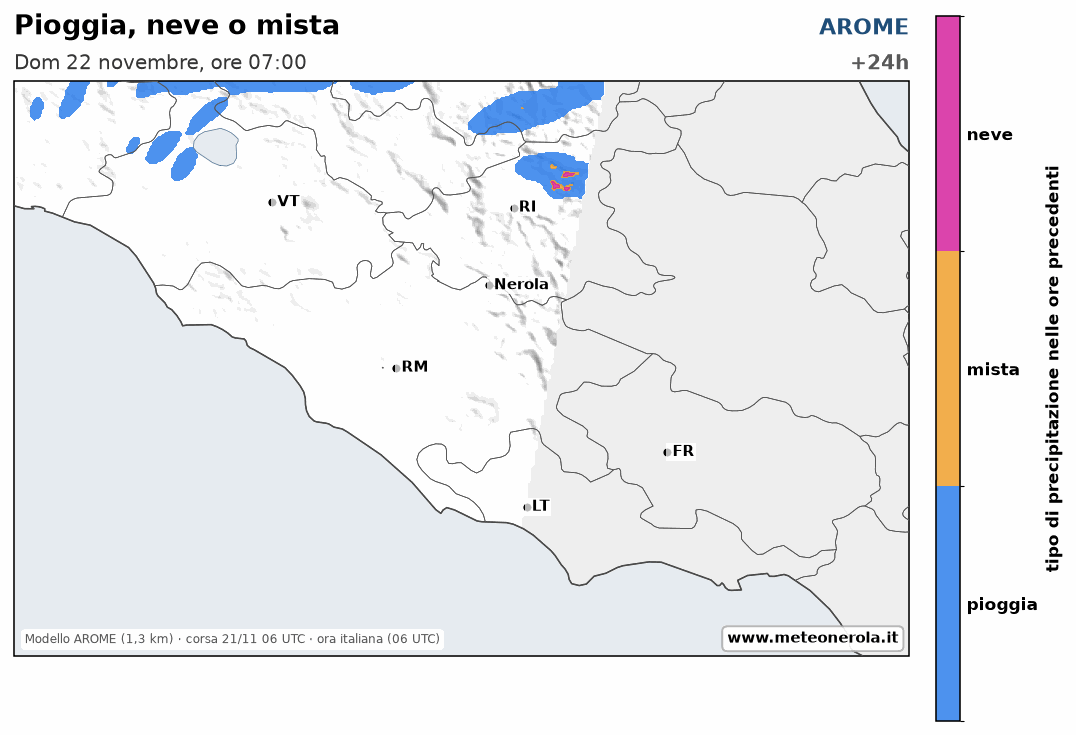 Pioggia, neve o mista
AROME
Dom 22 novembre, ore 07:00
+24h
neve
mista
pioggia
tipo di precipitazione nelle ore precedenti
VT
RI
Nerola
RM
FR
LT
Modello AROME (1,3 km) · corsa 21/11 06 UTC · ora italiana (06 UTC)
www.meteonerola.it